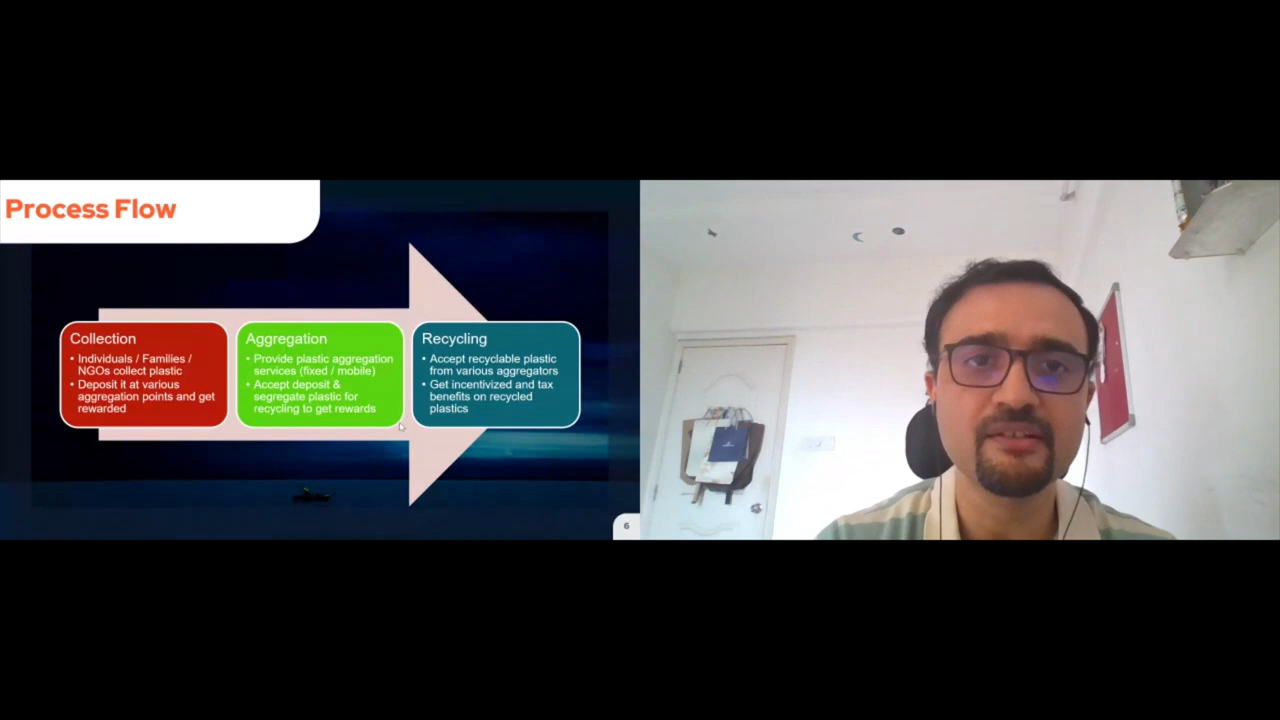 Process Flow
Collection
• Individuals / Families /
NGOs collect plastic
• Deposit it at various
aggregation points and get
rewarded
Aggregation
• Provide plastic aggregation
services (fixed / mobile)
• Accept deposit &
segregate plastic for
recycling to get rewards
Recycling
• Accept recyclable plastic
from various aggregators
• Get incentivized and tax
benefits on recycled
plastics
6